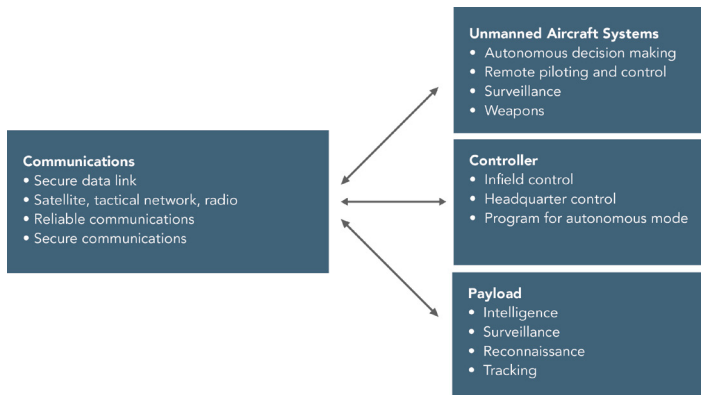 Communications
• Secure data link
• Satellite, tactical network, radio
• Reliable communications
• Secure communications
Unmanned Aircraft Systems
• Autonomous decision making
• Remote piloting and control
• Surveillance
• Weapons
Controller
• Infield control
• Headquarter control
• Program for autonomous mode
Payload
• Intelligence
• Surveillance
• Reconnaissance
• Tracking